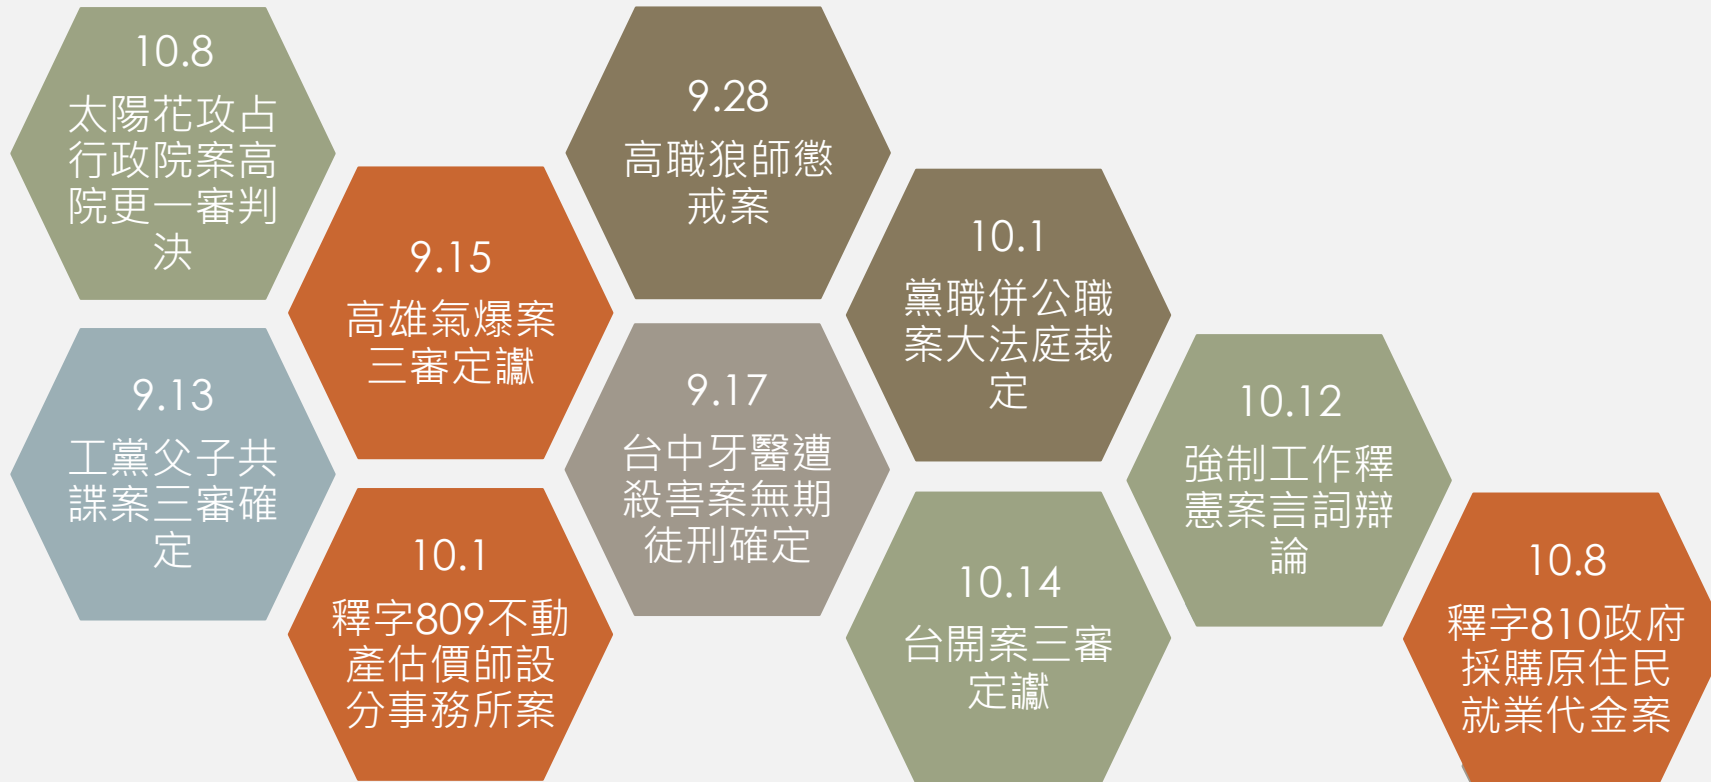 10.8
太陽花攻占
行政院案高
院更一審判
決
9.13
工黨父子共
諜案三審確
定
9.15
高雄氣爆案
三審定讞
10.1
釋字809不動
產估價師設
分事務所案
9.28
高職狼師懲
戒案
9.17
台中牙醫遭
殺害案無期
徒刑確定
10.1
黨職併公職
案大法庭裁
定
10.14
台開案三審
定讞
10.12
強制工作釋
憲案言詞辯
論
10.8
釋字810政府
採購原住民
就業代金案